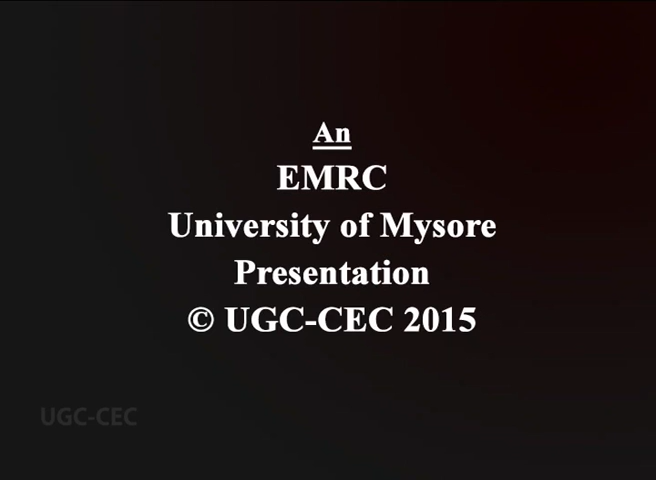 An
EMRC
University of Mysore
Presentation
© UGC-CEC 2015
UGC-CEC